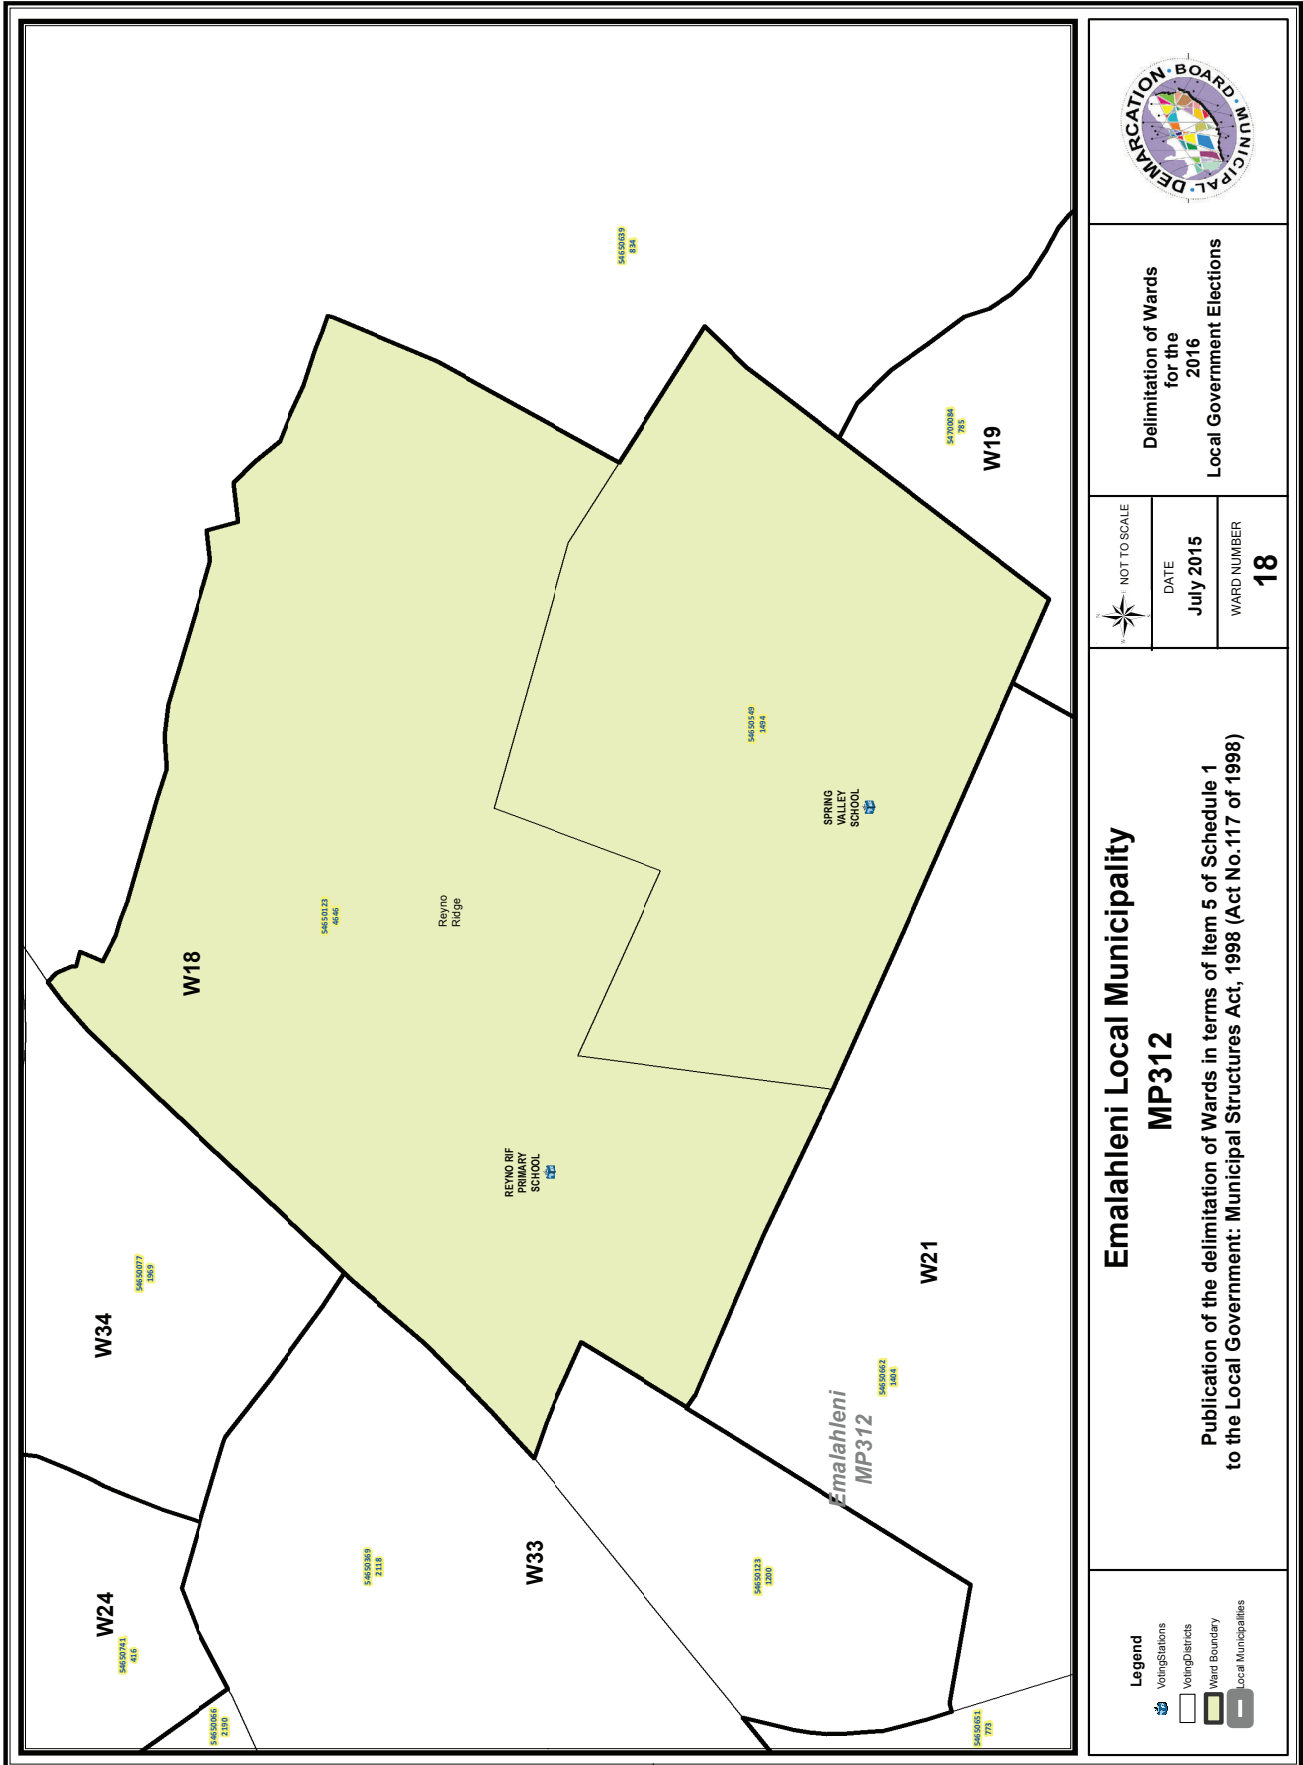 W24
54650741
416
54650066
2190
W34
54650077
1969
54650369
2118
W33
54650123
1200
54650651
773
W18
54650123
4646
Reyno
Ridge
REYNO RIF
PRIMARY
SCHOOL
SPRING
VALLEY
SCHOOL
54650549
1494
54650639
834
54700084
785
W19
W21
54650662
1404
Emalahleni
MP312
Legend
VotingStations
VotingDistricts
Ward Boundary
Local Municipalities
Emalahleni Local Municipality
MP312
Publication of the delimitation of Wards in terms of Item 5 of Schedule 1
to the Local Government: Municipal Structures Act, 1998 (Act No.117 of 1998)
N
W
E
S
NOT TO SCALE
DATE
July 2015
WARD NUMBER
18
Delimitation of Wards
for the
2016
Local Government Elections
MUNICIPAL · DEMARCATION · BOARD ·